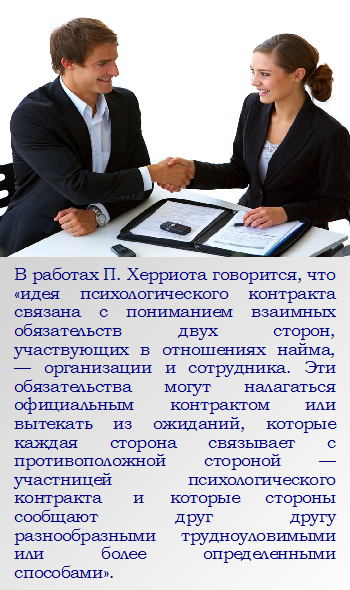 В работах П. Херриота говорится, что
«идея психологического контракта
связана с пониманием взаимных
обязательств двух сторон,
участвующих в отношениях найма,
— организации и сотрудника. Эти
обязательства могут налагаться
официальным контрактом или
вытекать из ожиданий, которые
каждая сторона связывает с
противоположной стороной —
участницей психологического
контракта и которые стороны
сообщают друг другу
разнообразными трудноуловимыми
или более определенными
способами».